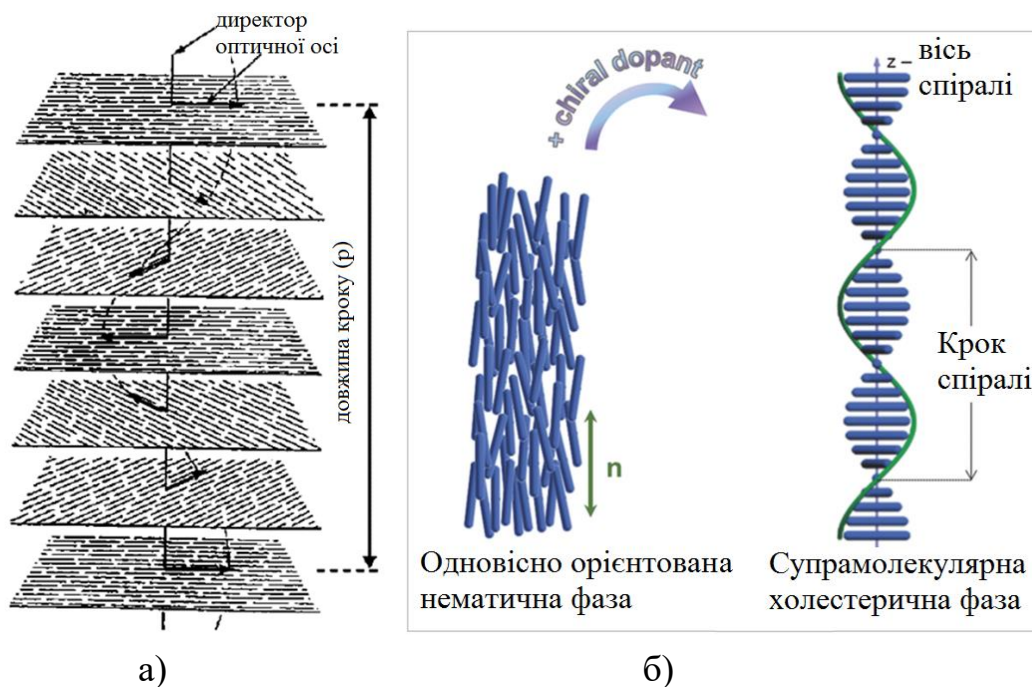 директор
оптичної осі
довжина кроку (р)
а)
+ chiral dopant
n
Одновісно орієнтована
нематична фаза
z –
вісь
спіралі
Крок
спіралі
Супрамолекулярна
холестерична фаза
б)